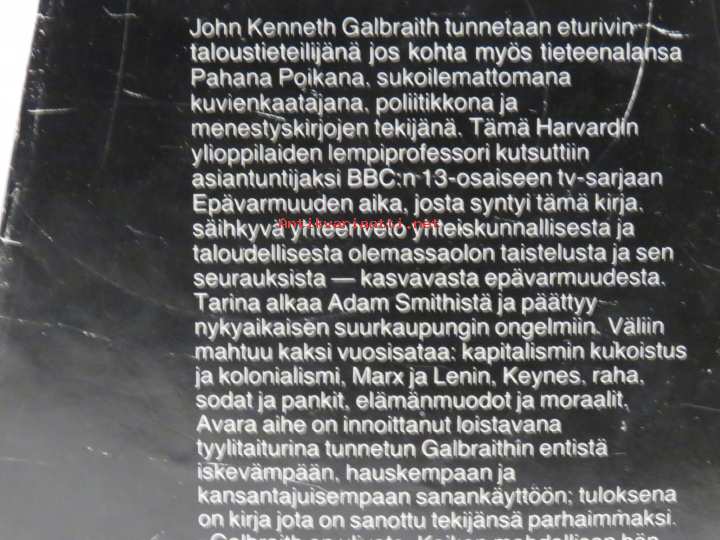 John Kenneth Galbraith tunnetaan eturivin
taloustieteilijänä jos kohta myös tieteenalansa
Pahana Poikana, sukoilemattomana
kuvienkaatajana, poliitikkona ja
menestyskirjojen tekijänä. Tämä Harvardin
ylioppilaiden lempiprofessori kutsuttiin
asiantuntijaksi BBC:n 13-osaiseen tv-sarjaan
Epävarmuuden aika, josta syntyi tämä kirja,
säihkyvä yhteenveto yhteiskunnallisesta ja
Antikvariaatti.net
taloudellisesta olemassaolon taistelusta ja sen
seurauksista — kasvavasta epävarmuudesta.
Tarina alkaa Adam Smithistä ja päättyy
nykyaikaisen suurkaupungin ongelmiin. Väliin
mahtuu kaksi vuosisataa: kapitalismin kukoistus
ja kolonialismi, Marx ja Lenin, Keynes, raha,
sodat ja pankit, elämänmuodot ja moraalit.
Avara aihe on innoittanut loistavana
tyylitaiturina tunnetun Galbraithin entistä
iskevämpään, hauskempaan ja
kansantajuisempaan sanankäyttöön; tuloksena
on kirja jota on sanottu tekijänsä parhaimmaksi.